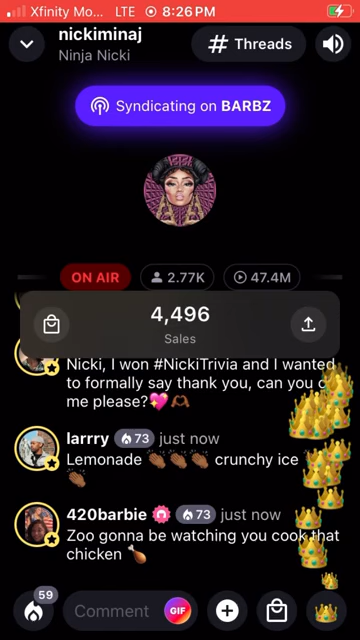 Xfinity Mo... LTE 8:26 PM
nickiminaj
Ninja Nicki
# Threads
Syndicating on BARBZ
ON AIR 2.77K 47.4M
4,496
Sales
Nicki, I won #NickiTrivia and I wanted
to formally say thank you, can you
me please?💖🫶🏾
larrry 73 just now
Lemonade 👏🏾👏🏾👏🏾 crunchy ice
👏🏾
420barbie 73 just now
Zoo gonna be watching you cook that
chicken 🍗
59
Comment GIF